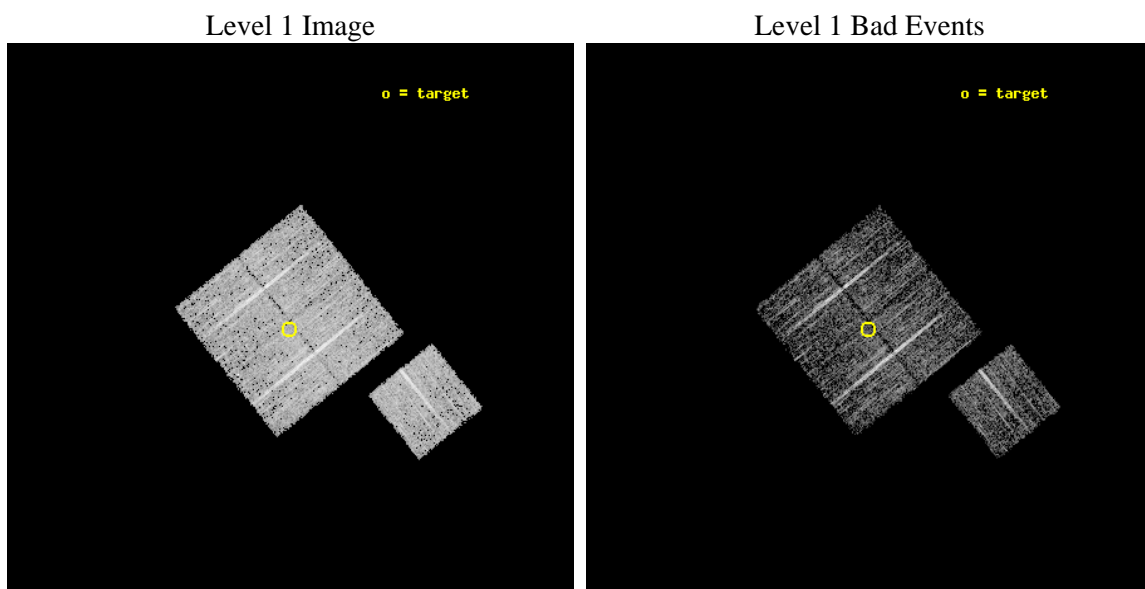 Level 1 Image
Level 1 Bad Events
o = target
o = target